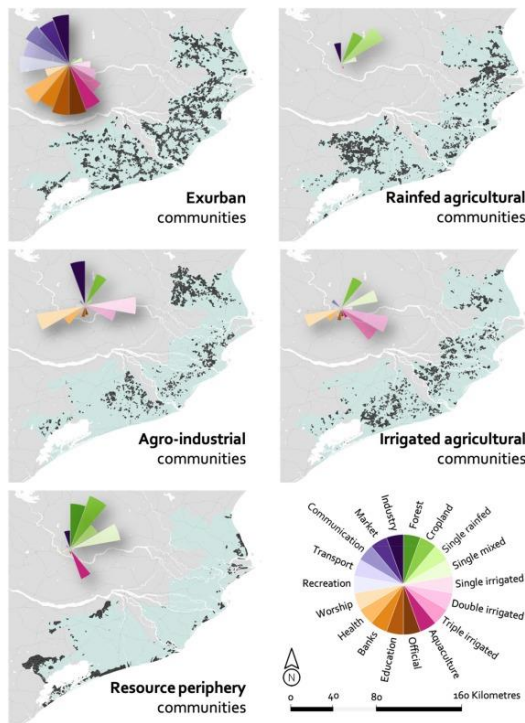 Exurban
communities
Rainfed agricultural
communities
Agro-industrial
communities
Irrigated agricultural
communities
Resource periphery
communities
Industry
Forest
Cropland
Single rainfed
Single mixed
Single irrigated
Double irrigated
Triple irrigated
Aquaculture
Official
Education
Banks
Health
Worship
Recreation
Transport
Communication
Market
N
0 40 80 160 Kilometres